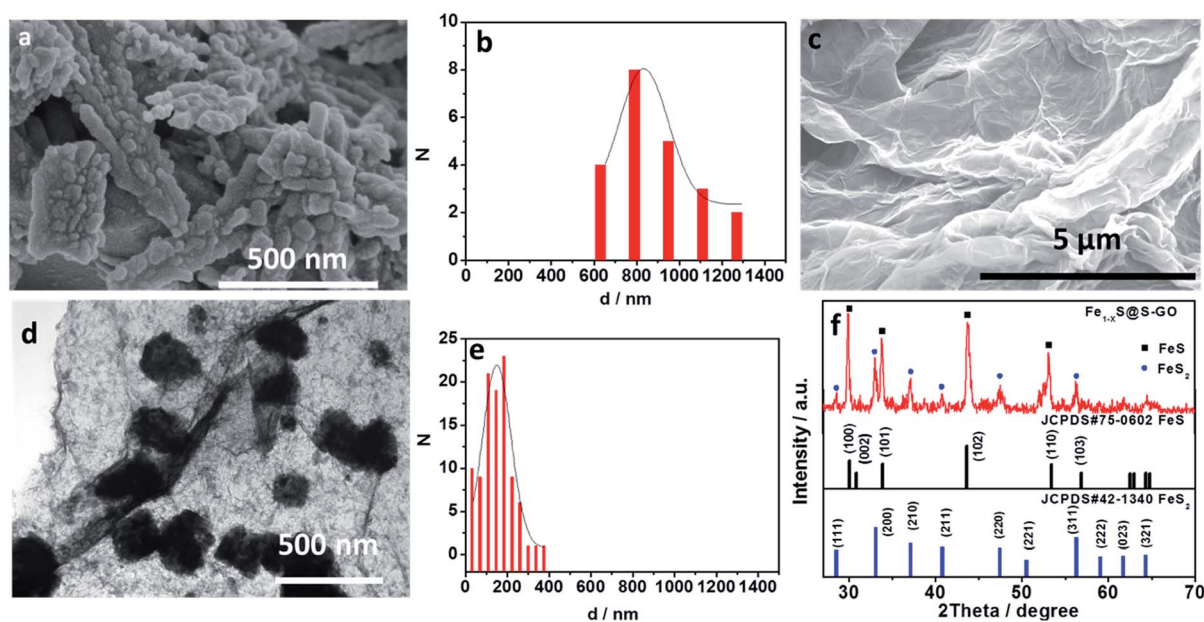 a
500 nm
b
10
8
6
4
2
0
N
0 200 400 600 800 1000 1400
d / nm
c
5 μm
d
500 nm
e
25
20
15
10
5
0
N
0 200 400 600 800 1000 1400
d / nm
f
Fe1-XS@S-GO
■ FeS
● FeS2
JCPDS#75-0602 FeS
(100)
(002)
(101)
(102)
(110)
(103)
JCPDS#42-1340 FeS2
(111)
(200)
(210)
(211)
(220)
(221)
(311)
(222)
(023)
(321)
Intensity / a.u.
30 40 50 60 70
2Theta / degree